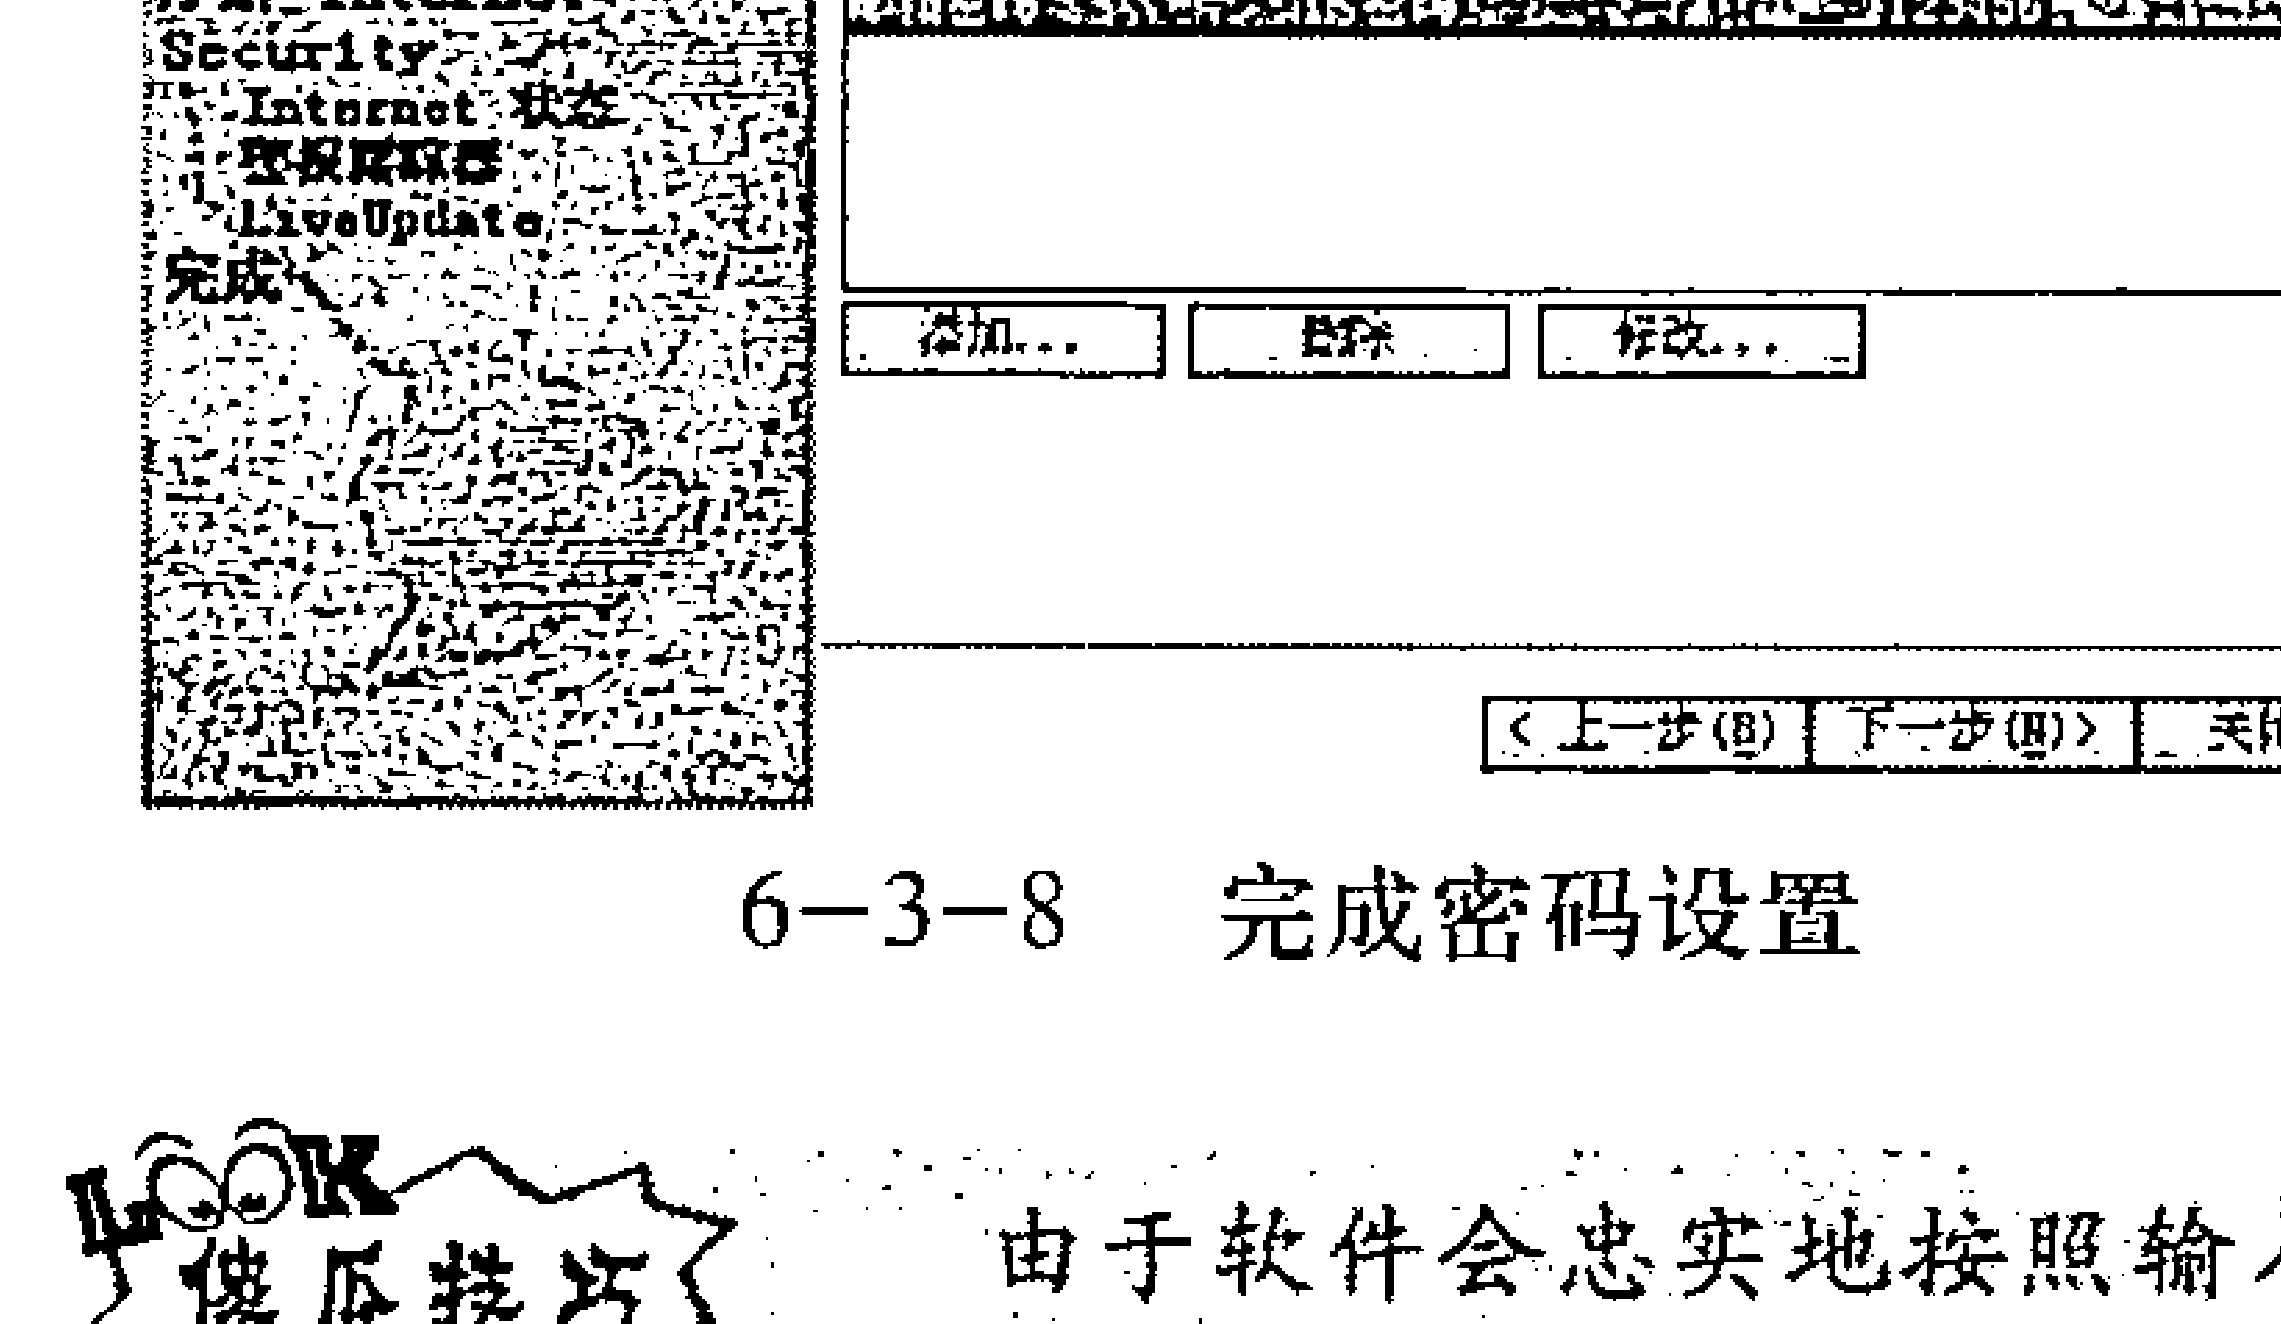 Security
Internet 状态
LiveUpdate
完成
添加...
删除
修改...
< 上一步(B)
下一步(N)>
6-3-8 完成密码设置
LOOK
傻瓜技巧
由于软件会忠实地按照输